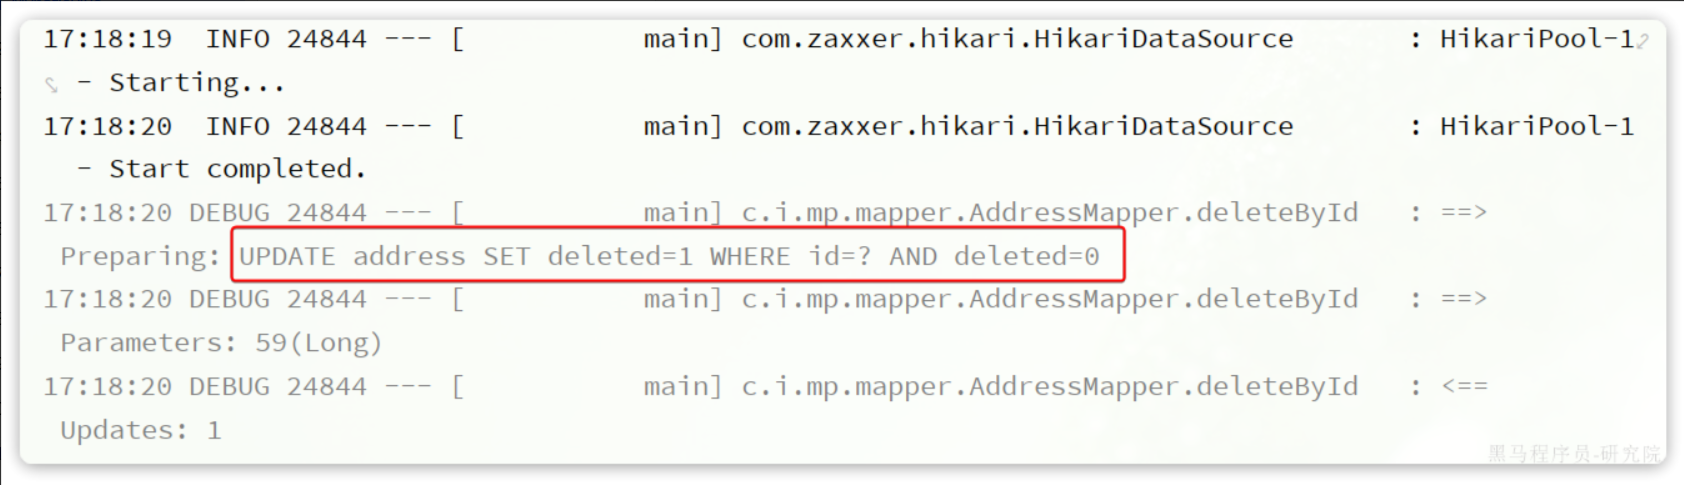 17:18:19  INFO 24844 --- [           main] com.zaxxer.hikari.HikariDataSource       : HikariPool-1
 - Starting...
17:18:20  INFO 24844 --- [           main] com.zaxxer.hikari.HikariDataSource       : HikariPool-1
 - Start completed.
17:18:20 DEBUG 24844 --- [           main] c.i.mp.mapper.AddressMapper.deleteById   : ==>
 Preparing: UPDATE address SET deleted=1 WHERE id=? AND deleted=0
17:18:20 DEBUG 24844 --- [           main] c.i.mp.mapper.AddressMapper.deleteById   : ==>
 Parameters: 59(Long)
17:18:20 DEBUG 24844 --- [           main] c.i.mp.mapper.AddressMapper.deleteById   : <==
 Updates: 1
黑马程序员-研究院